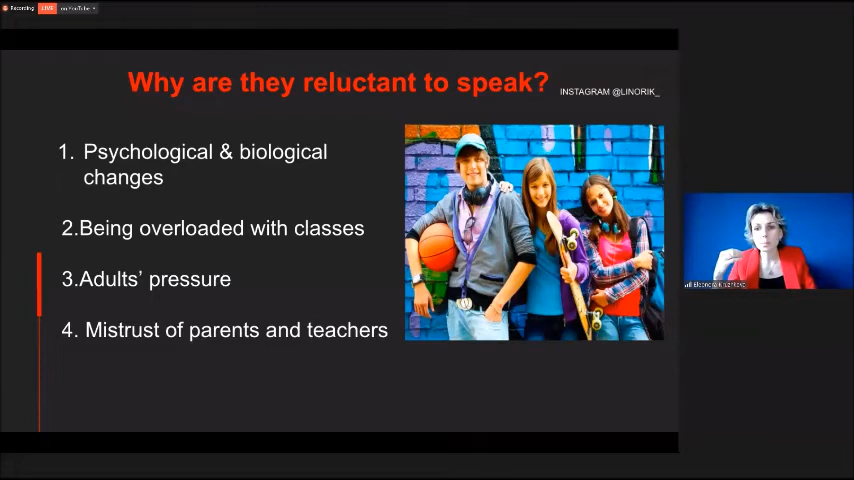 Recording LIVE on YouTube
Why are they reluctant to speak?
INSTAGRAM @LINORIK_
1. Psychological & biological
changes
2.Being overloaded with classes
3.Adults’ pressure
4. Mistrust of parents and teachers
Eleonora